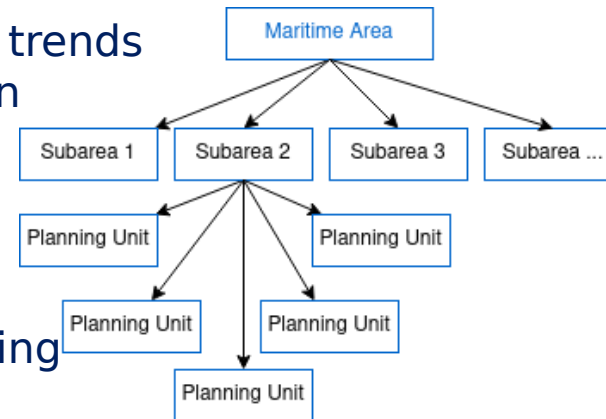 trends
n
ing
Maritime Area
Subarea 1
Subarea 2
Subarea 3
Subarea ...
Planning Unit
Planning Unit
Planning Unit
Planning Unit
Planning Unit